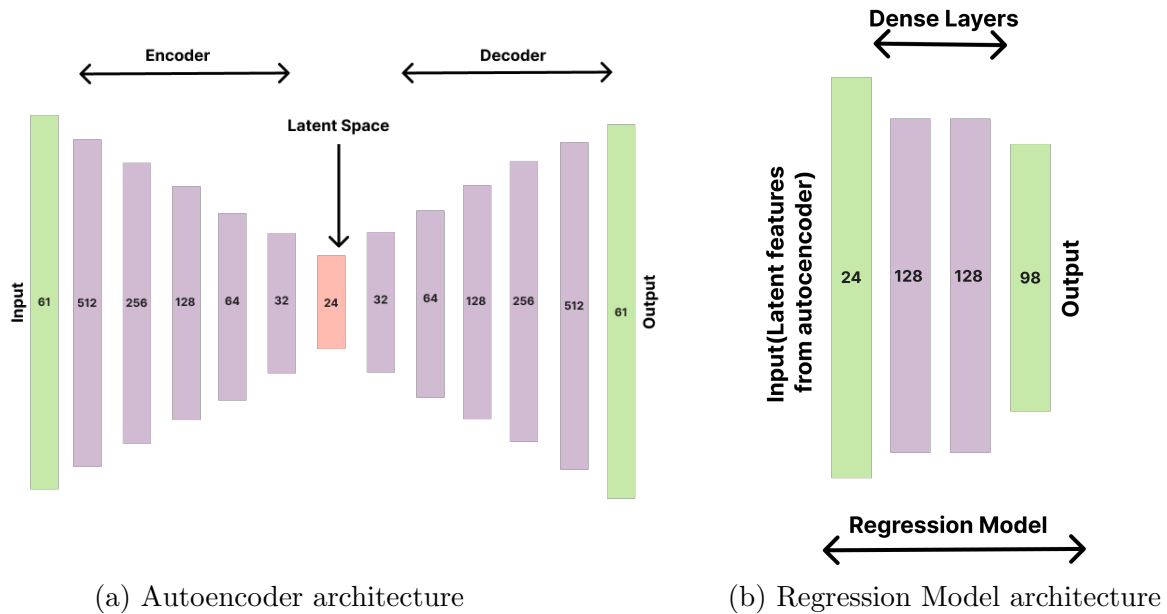 Encoder
Decoder
Latent Space
Input
61
512
256
128
64
32
24
32
64
128
256
512
61
Output
(a) Autoencoder architecture
Dense Layers
Input(Latent features
from autocencoder)
24
128
128
98
Output
Regression Model
(b) Regression Model architecture